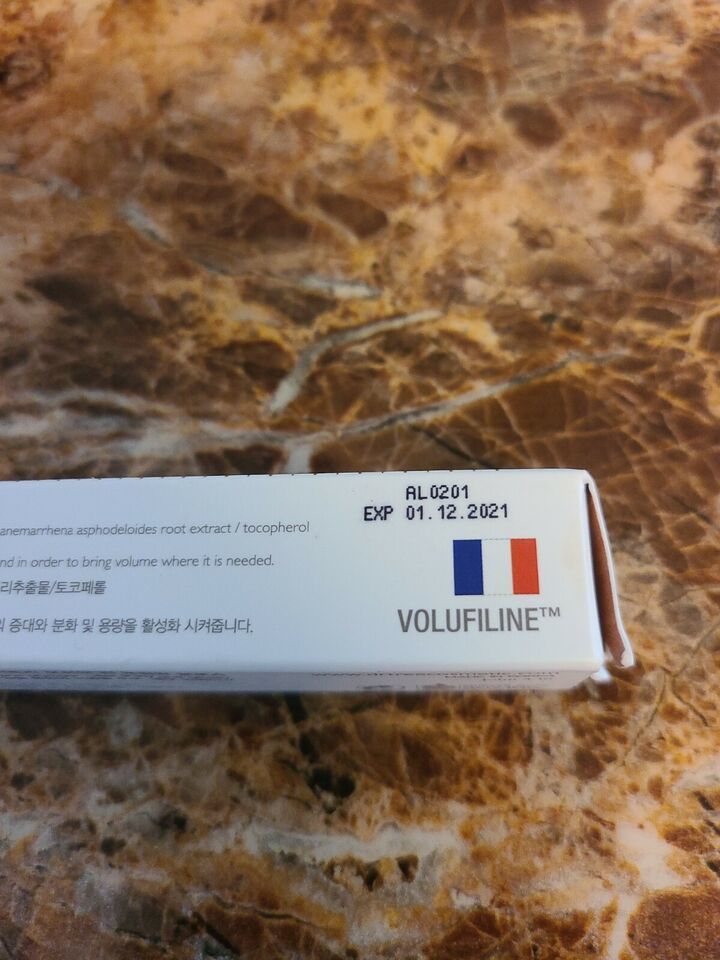 AL0201
EXP 01.12.2021
anemarrhena asphodeloides root extract / tocopherol
nd in order to bring volume where it is needed.
리추출물/토코페롤
증대와 분화 및 용량을 활성화 시켜줍니다.
VOLUFILINE™